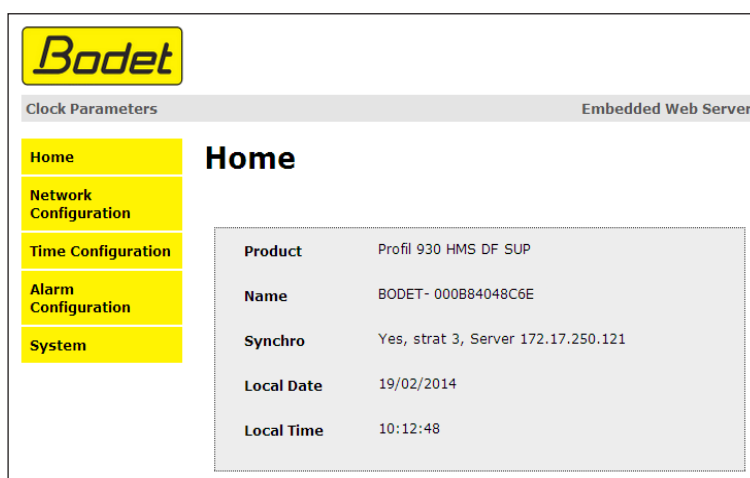 Bodet
Clock Parameters Embedded Web Server
Home
Network
Configuration
Time Configuration
Alarm
Configuration
System
Home
Product Profil 930 HMS DF SUP
Name BODET- 000B84048C6E
Synchro Yes, strat 3, Server 172.17.250.121
Local Date 19/02/2014
Local Time 10:12:48